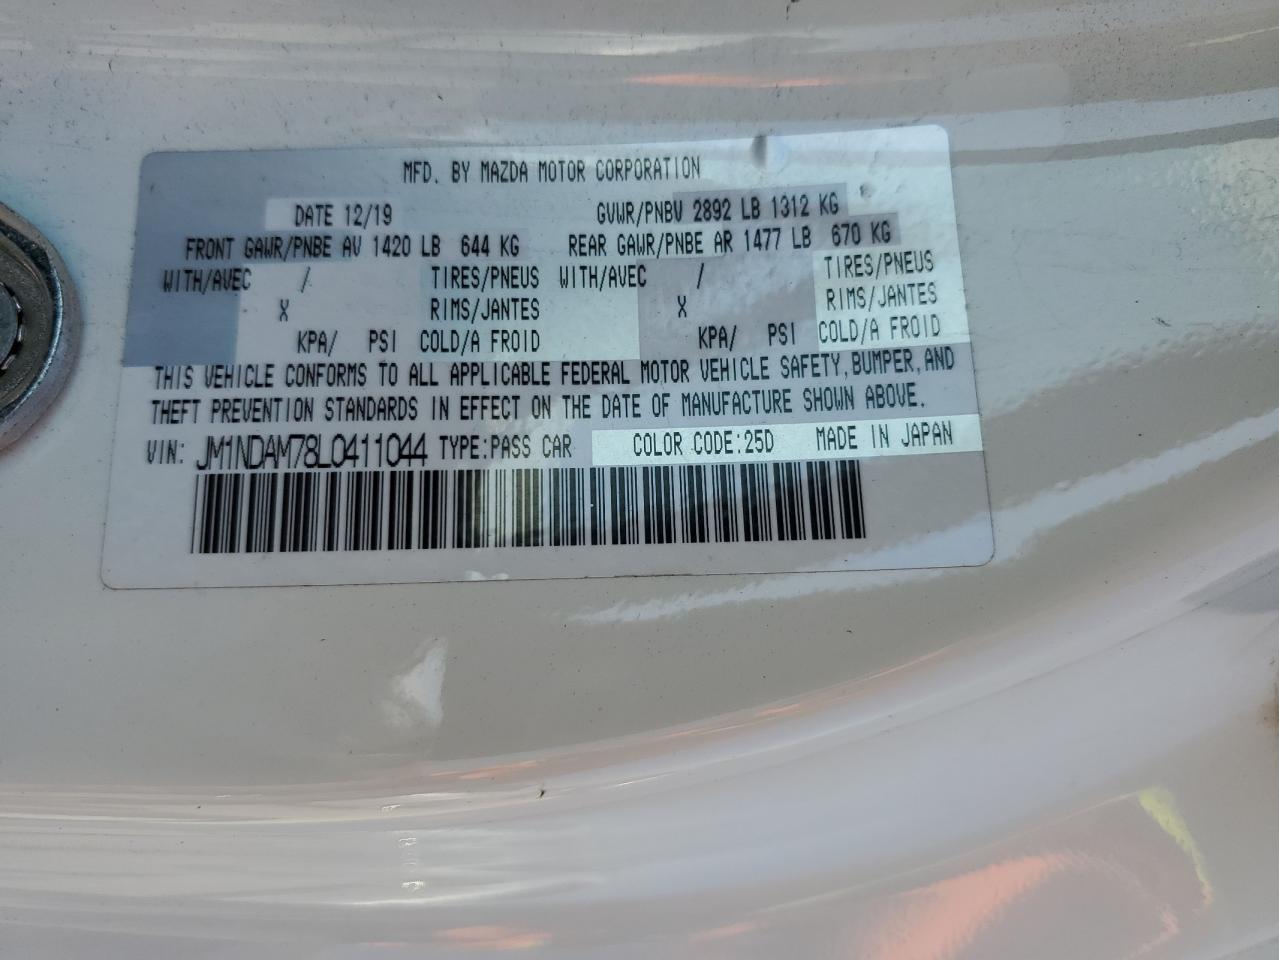 MFD. BY MAZDA MOTOR CORPORATION
DATE 12/19 GVWR/PNBV 2892 LB 1312 KG
FRONT GAWR/PNBE AV 1420 LB 644 KG REAR GAWR/PNBE AR 1477 LB 670 KG
WITH/AVEC / TIRES/PNEUS WITH/AVEC / TIRES/PNEUS
X RIMS/JANTES X RIMS/JANTES
KPA/ PSI COLD/A FROID KPA/ PSI COLD/A FROID
THIS VEHICLE CONFORMS TO ALL APPLICABLE FEDERAL MOTOR VEHICLE SAFETY, BUMPER, AND
THEFT PREVENTION STANDARDS IN EFFECT ON THE DATE OF MANUFACTURE SHOWN ABOVE.
VIN: JM1NDAM78L0411044 TYPE:PASS CAR COLOR CODE:25D MADE IN JAPAN